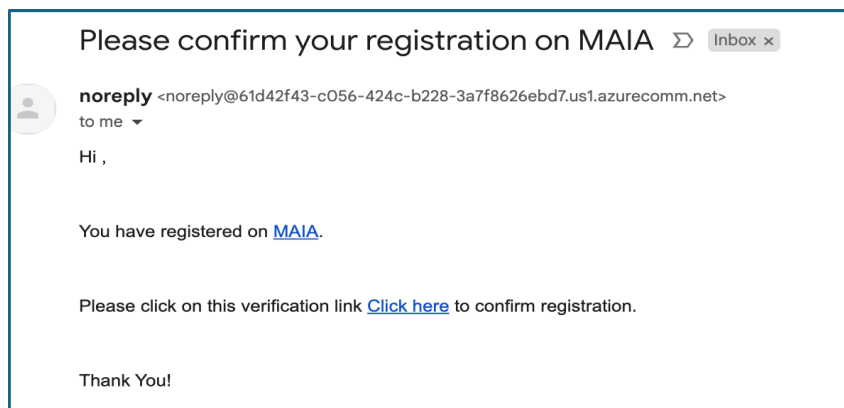 Please confirm your registration on MAIA Inbox ×
noreply <noreply@61d42f43-c056-424c-b228-3a7f8626ebd7.us1.azurecomm.net>
to me
Hi ,
You have registered on MAIA.
Please click on this verification link Click here to confirm registration.
Thank You!